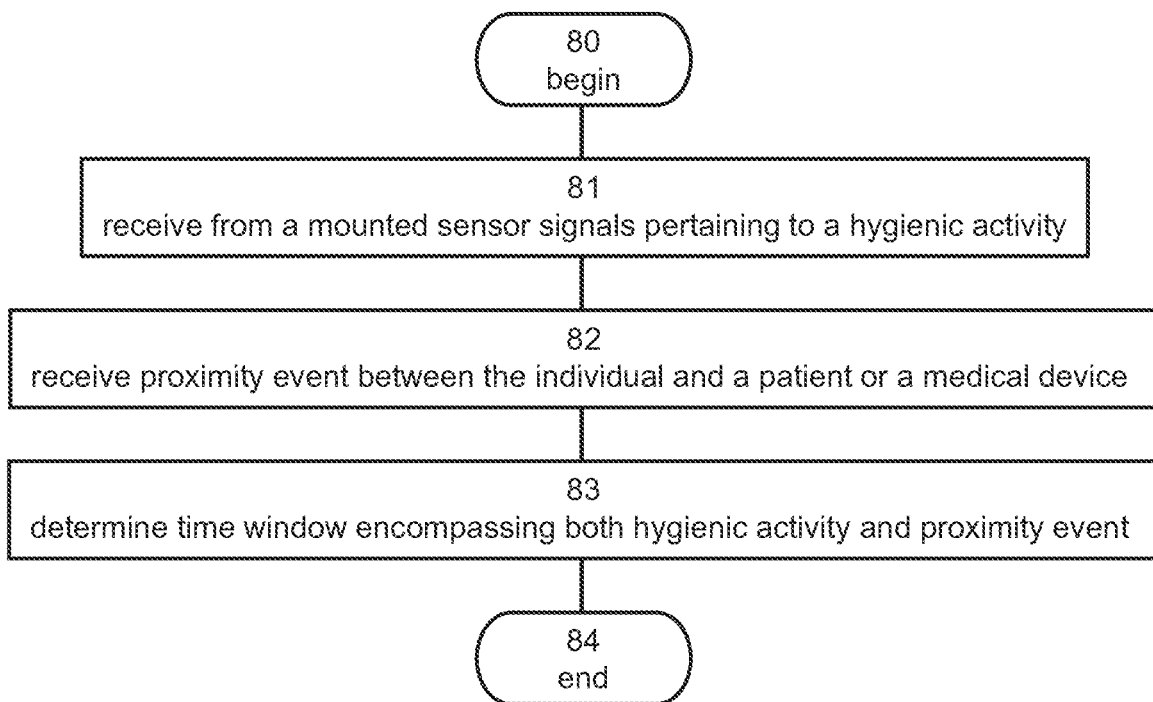 80
begin
81
receive from a mounted sensor signals pertaining to a hygienic activity
82
receive proximity event between the individual and a patient or a medical device
83
determine time window encompassing both hygienic activity and proximity event
84
end